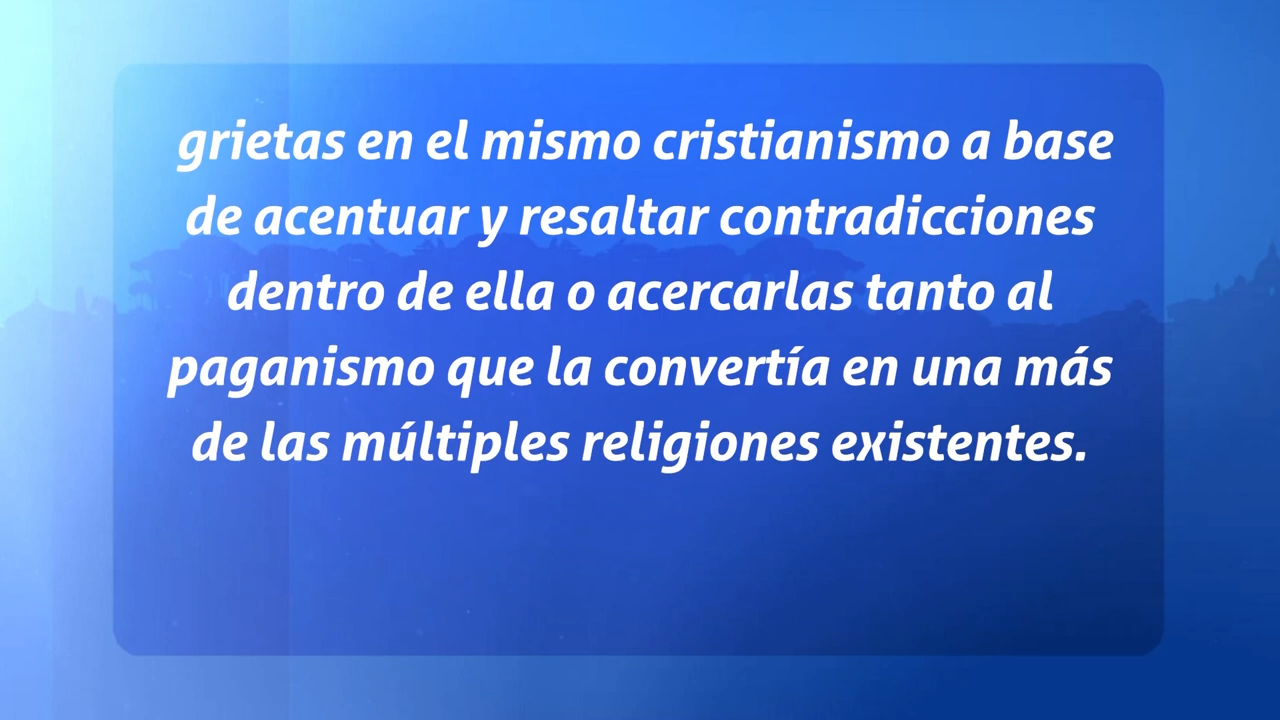 grietas en el mismo cristianismo a base
de acentuar y resaltar contradicciones
dentro de ella o acercarlas tanto al
paganismo que la convertía en una más
de las múltiples religiones existentes.